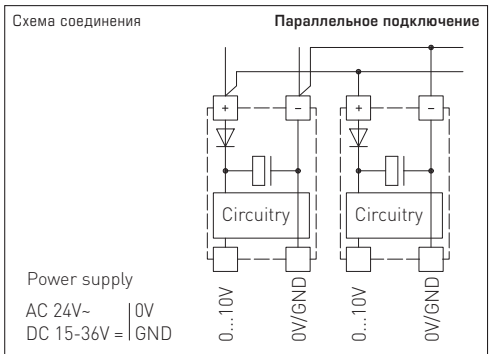 Схема соединения
Параллельное подключение
+ – + –
Circuitry Circuitry
Power supply
AC 24V~ 0V
DC 15-36V = GND
0...10V 0V/GND 0...10V 0V/GND